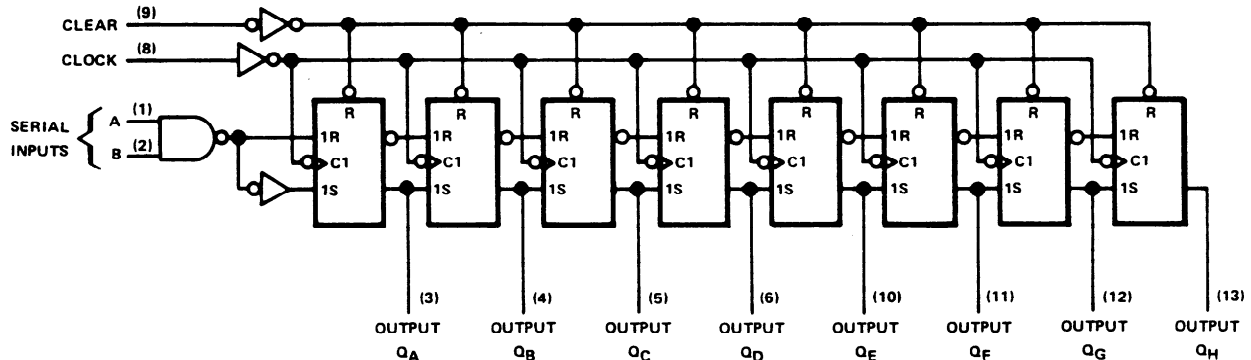 CLEAR (9)
CLOCK (8)
SERIAL INPUTS
A (1)
B (2)
R R R R R R R R
1R 1R 1R 1R 1R 1R 1R 1R
C1 C1 C1 C1 C1 C1 C1 C1
1S 1S 1S 1S 1S 1S 1S 1S
(3) (4) (5) (6) (10) (11) (12) (13)
OUTPUT OUTPUT OUTPUT OUTPUT OUTPUT OUTPUT OUTPUT OUTPUT
QA QB QC QD QE QF QG QH